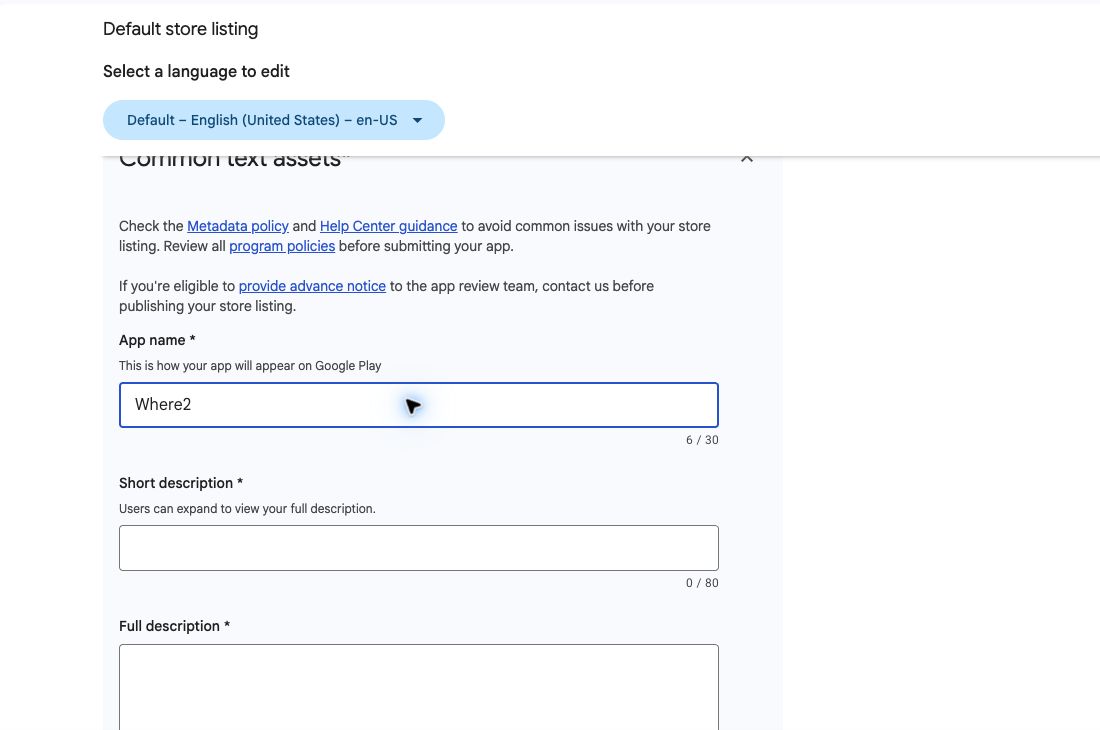 Default store listing
Select a language to edit
Default – English (United States) – en-US
Common text assets*
Check the Metadata policy and Help Center guidance to avoid common issues with your store
listing. Review all program policies before submitting your app.
If you're eligible to provide advance notice to the app review team, contact us before
publishing your store listing.
App name *
This is how your app will appear on Google Play
Where2
6 / 30
Short description *
Users can expand to view your full description.
0 / 80
Full description *